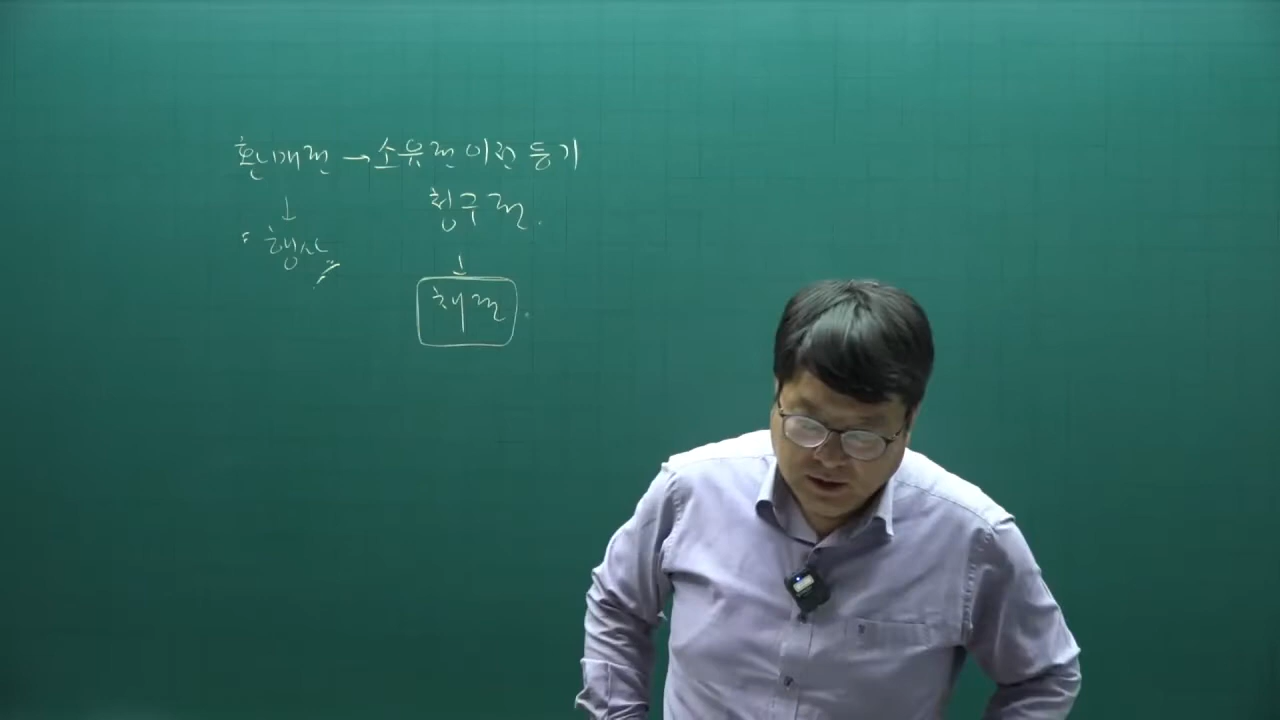 환매권 → 소유권이전등기
청구권.
↓ ↓
"행사"
채권.